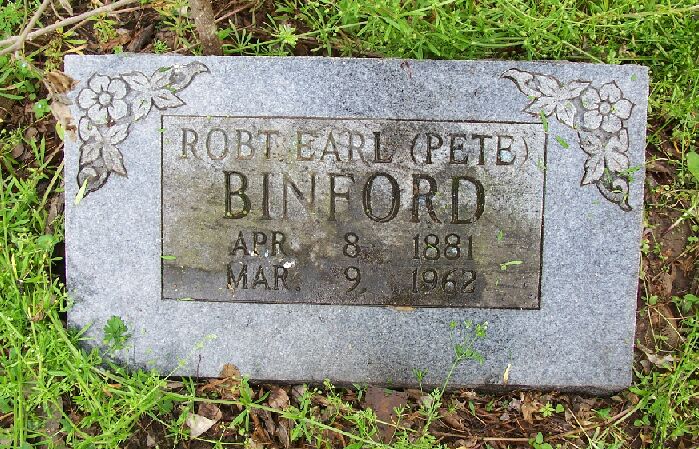 ROBT EARL (PETE)
BINFORD
APR. 8, 1881
MAR. 9, 1962